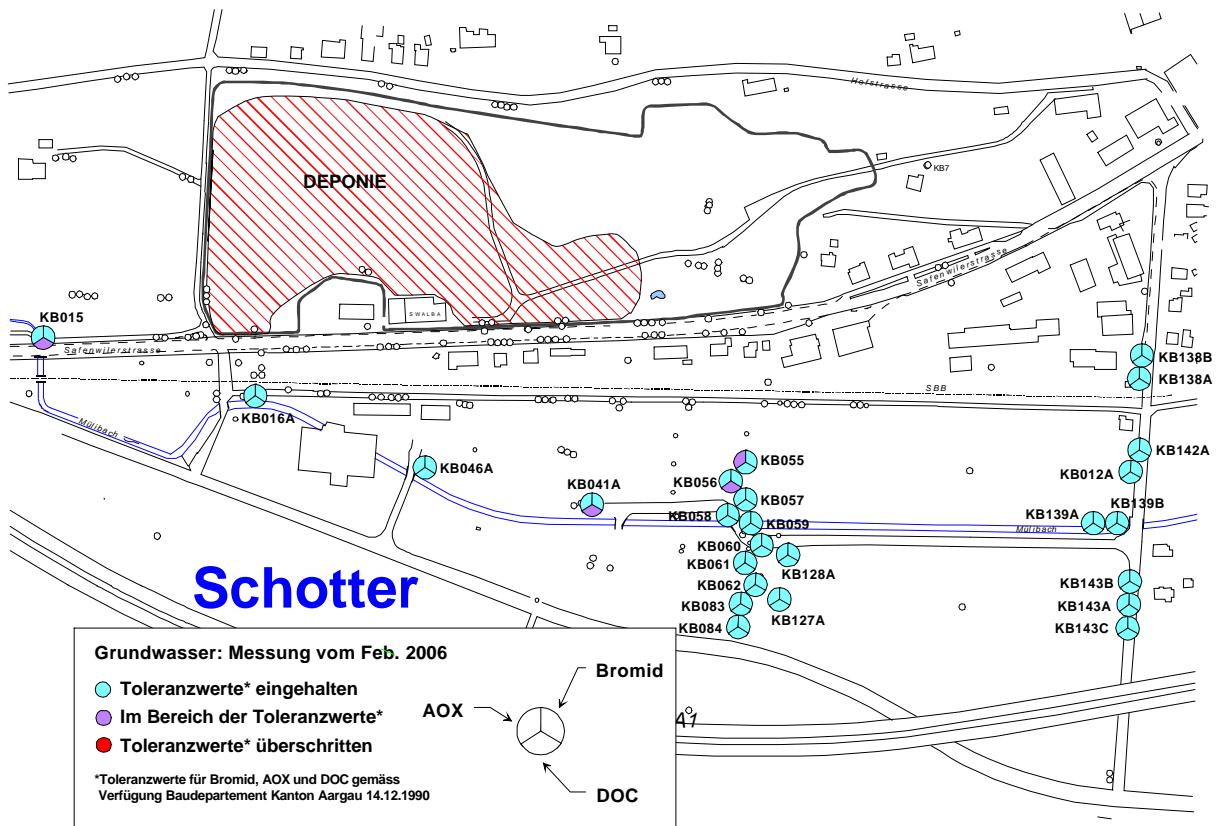 Hofstrasse
KB7
DEPONIE
Safenwilerstrasse
SWALBA
KB015
Safenwilerstrasse
KB138B
KB138A
SBB
KB016A
Mülibach
KB142A
KB055
KB046A
KB012A
KB056
KB041A
KB057
KB058
KB059
KB139A
KB139B
Mülibach
KB060
KB061
KB128A
KB062
KB127A
KB143B
KB083
KB143A
KB084
KB143C
Schotter
A1
Grundwasser: Messung vom Feb. 2006
Toleranzwerte* eingehalten
Im Bereich der Toleranzwerte*
Toleranzwerte* überschritten
*Toleranzwerte für Bromid, AOX und DOC gemäss
Verfügung Baudepartement Kanton Aargau 14.12.1990
Bromid
AOX
DOC